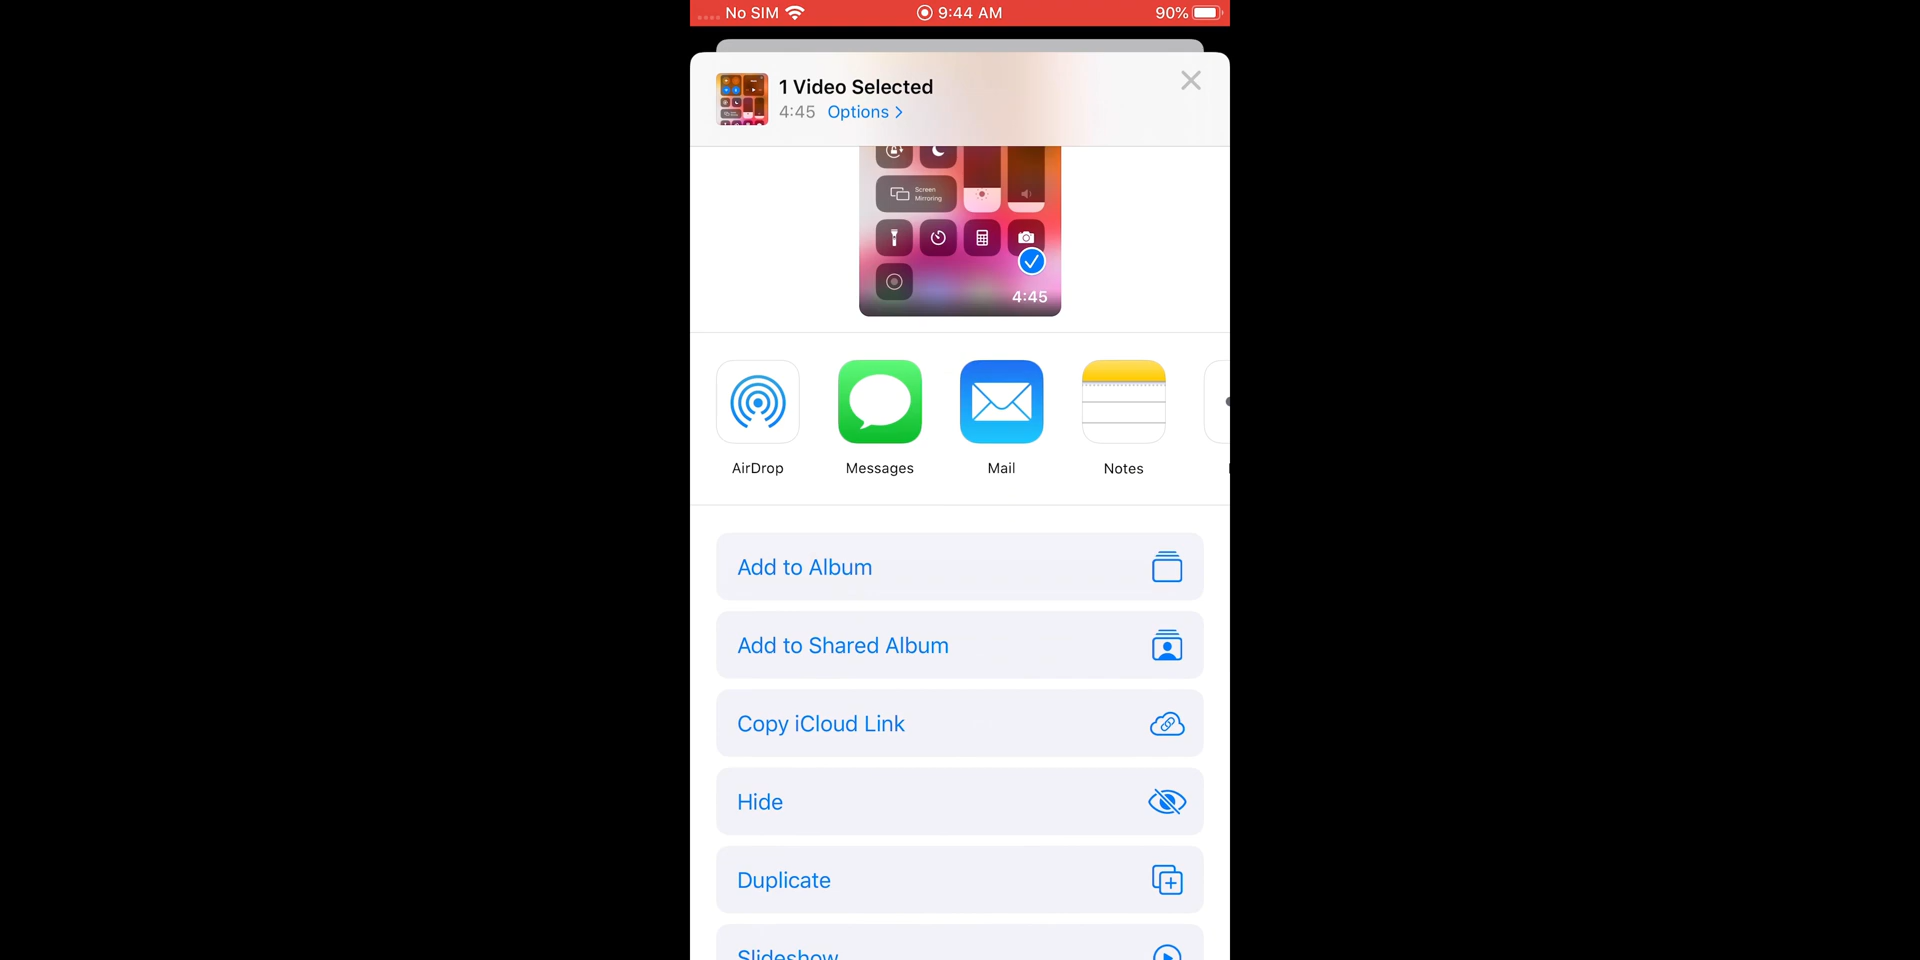 No SIM 9:44 AM 90%
1 Video Selected
4:45 Options >
Screen
Mirroring
4:45
AirDrop Messages Mail Notes
Add to Album
Add to Shared Album
Copy iCloud Link
Hide
Duplicate
Slideshow